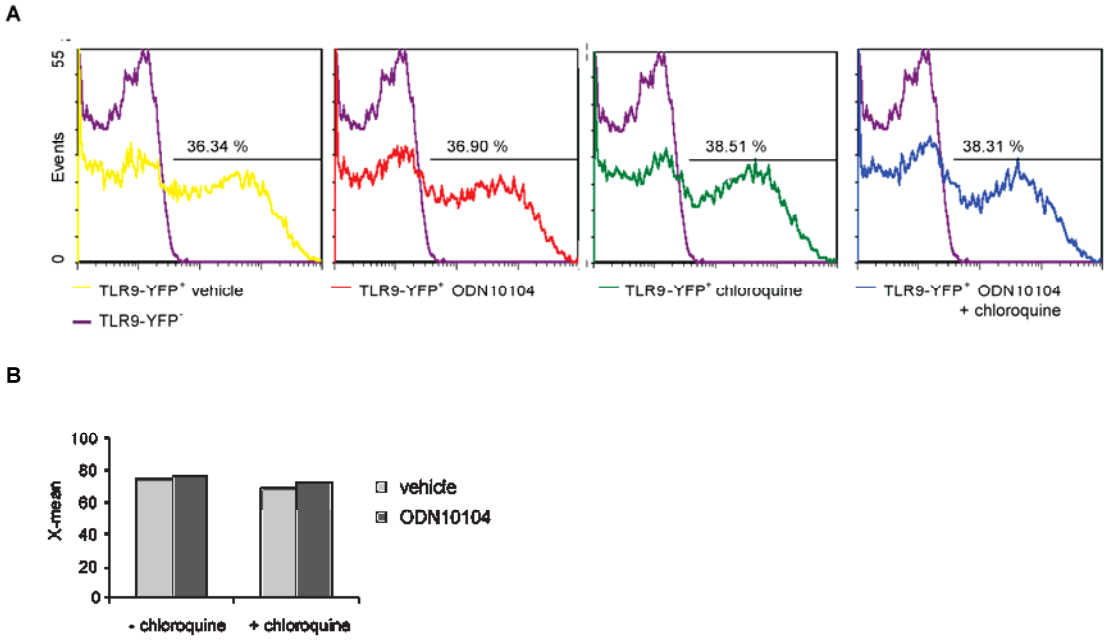 A
55
Events
0
36.34 %
36.90 %
38.51 %
38.31 %
TLR9-YFP⁺ vehicle
TLR9-YFP⁻
TLR9-YFP⁺ ODN10104
TLR9-YFP⁺ chloroquine
TLR9-YFP⁺ ODN10104
+ chloroquine
B
X-mean
100
80
60
40
20
0
- chloroquine
+ chloroquine
vehicle
ODN10104